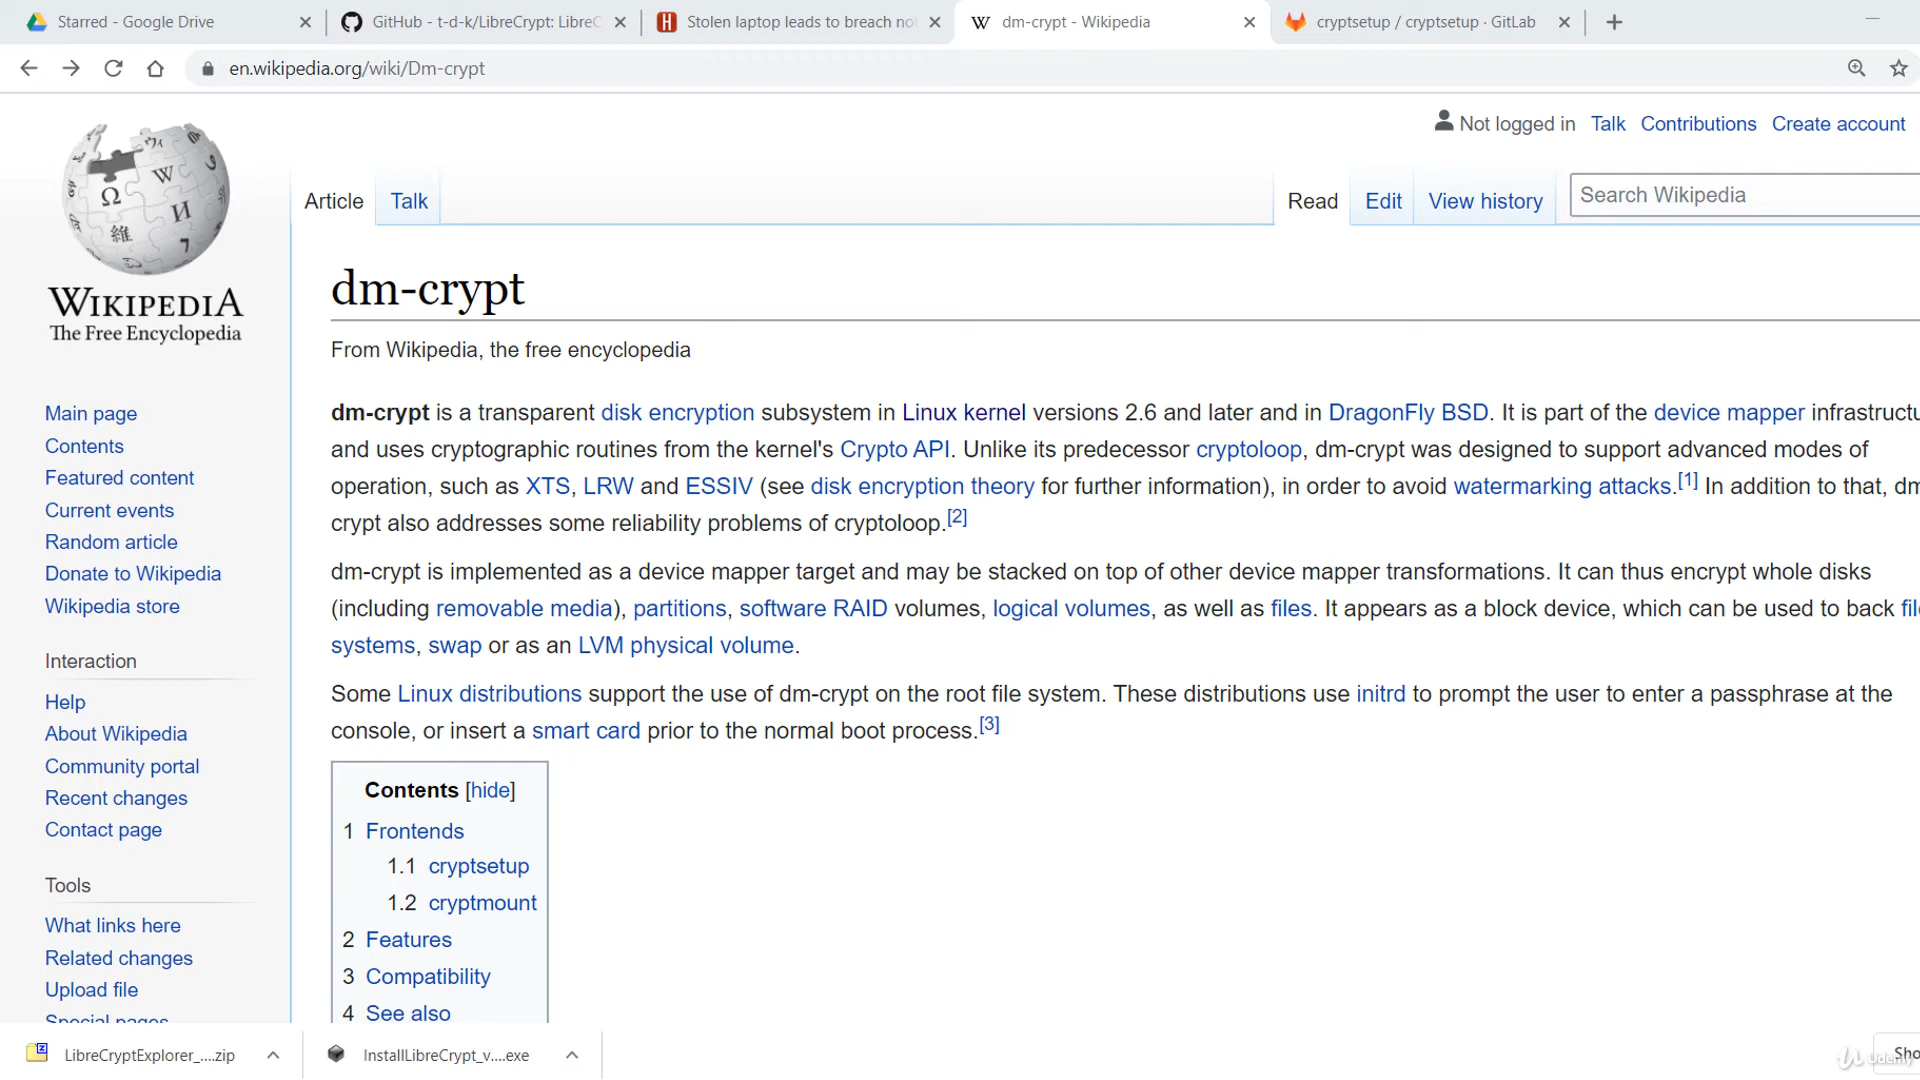 Starred - Google Drive
GitHub - t-d-k/LibreCrypt: LibreC
Stolen laptop leads to breach no
dm-crypt - Wikipedia
cryptsetup / cryptsetup · GitLab
en.wikipedia.org/wiki/Dm-crypt
Not logged in Talk Contributions Create account
Article Talk Read Edit View history Search Wikipedia
WIKIPEDIA
The Free Encyclopedia
Main page
Contents
Featured content
Current events
Random article
Donate to Wikipedia
Wikipedia store
Interaction
Help
About Wikipedia
Community portal
Recent changes
Contact page
Tools
What links here
Related changes
Upload file
Special pages
dm-crypt
From Wikipedia, the free encyclopedia
dm-crypt is a transparent disk encryption subsystem in Linux kernel versions 2.6 and later and in DragonFly BSD. It is part of the device mapper infrastructu
and uses cryptographic routines from the kernel's Crypto API. Unlike its predecessor cryptoloop, dm-crypt was designed to support advanced modes of
operation, such as XTS, LRW and ESSIV (see disk encryption theory for further information), in order to avoid watermarking attacks.[1] In addition to that, dm
crypt also addresses some reliability problems of cryptoloop.[2]
dm-crypt is implemented as a device mapper target and may be stacked on top of other device mapper transformations. It can thus encrypt whole disks
(including removable media), partitions, software RAID volumes, logical volumes, as well as files. It appears as a block device, which can be used to back file
systems, swap or as an LVM physical volume.
Some Linux distributions support the use of dm-crypt on the root file system. These distributions use initrd to prompt the user to enter a passphrase at the
console, or insert a smart card prior to the normal boot process.[3]
Contents [hide]
1 Frontends
1.1 cryptsetup
1.2 cryptmount
2 Features
3 Compatibility
4 See also
LibreCryptExplorer_....zip
InstallLibreCrypt_v....exe
Sho
Udemy